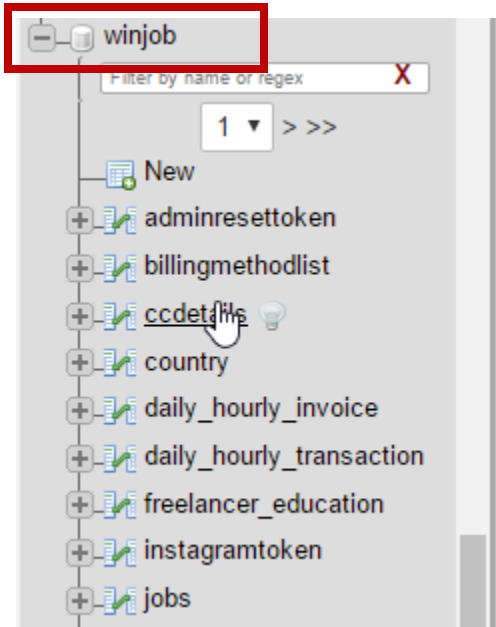 winjob
Filter by name or regex X
1 > >>
New
adminresettoken
billingmethodlist
ccdetails
country
daily_hourly_invoice
daily_hourly_transaction
freelancer_education
instagramtoken
jobs